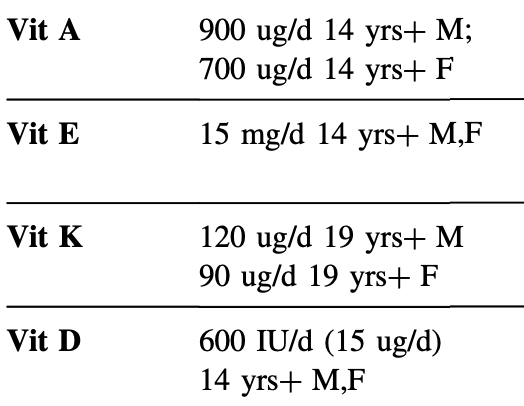 Vit A 900 ug/d 14 yrs+ M;
700 ug/d 14 yrs+ F
Vit E 15 mg/d 14 yrs+ M,F
Vit K 120 ug/d 19 yrs+ M
90 ug/d 19 yrs+ F
Vit D 600 IU/d (15 ug/d)
14 yrs+ M,F